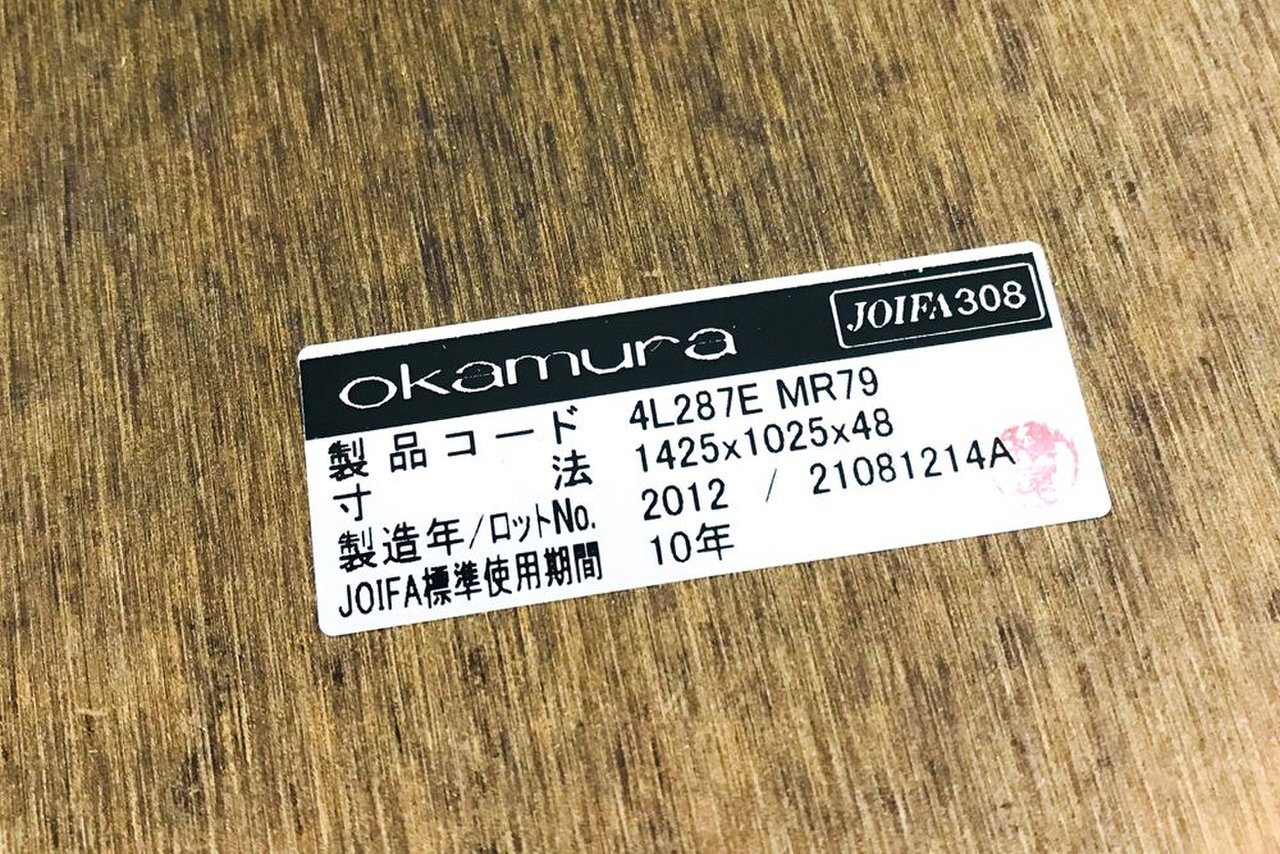 okamura JOIFA308
製品コード 4L287E MR79
寸法 1425x1025x48
製造年/ロットNo. 2012 / 21081214A
JOIFA標準使用期間 10年